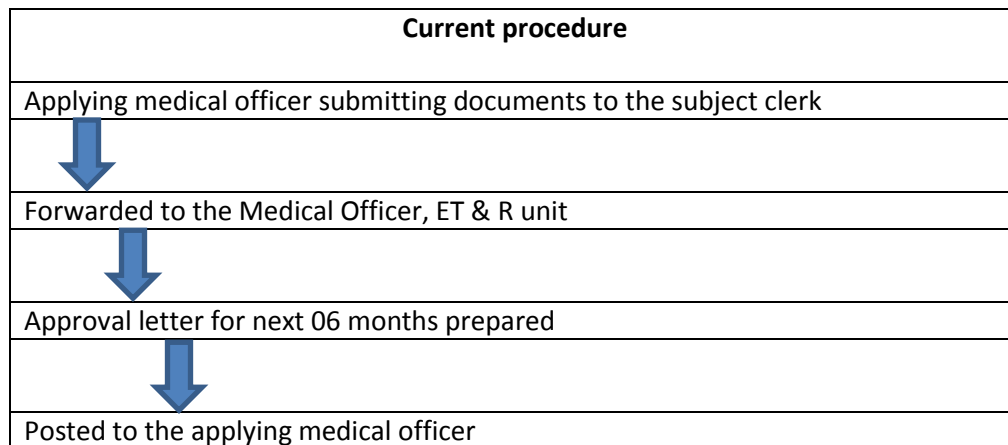 Current procedure
Applying medical officer submitting documents to the subject clerk
Forwarded to the Medical Officer, ET & R unit
Approval letter for next 06 months prepared
Posted to the applying medical officer